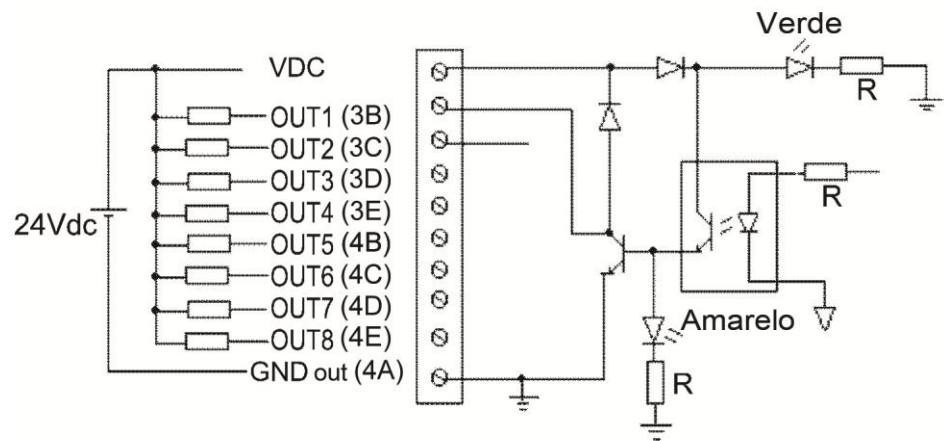 Verde
VDC
R
OUT1 (3B)
OUT2 (3C)
OUT3 (3D)
R
OUT4 (3E)
24Vdc
OUT5 (4B)
OUT6 (4C)
OUT7 (4D)
Amarelo
OUT8 (4E)
GND out (4A)
R